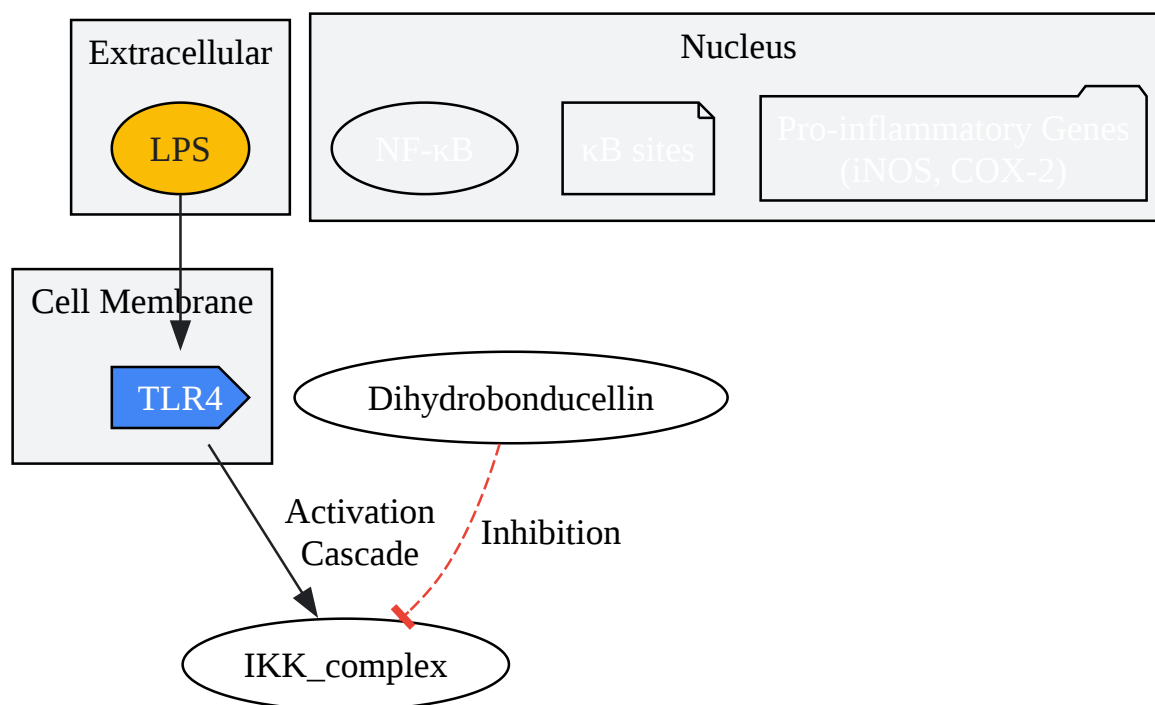 Extracellular
LPS
Nucleus
NF-κB
κB sites
Pro-inflammatory Genes
(iNOS, COX-2)
Cell Membrane
TLR4
Dihydrobonducellin
Activation
Cascade
Inhibition
IKK_complex